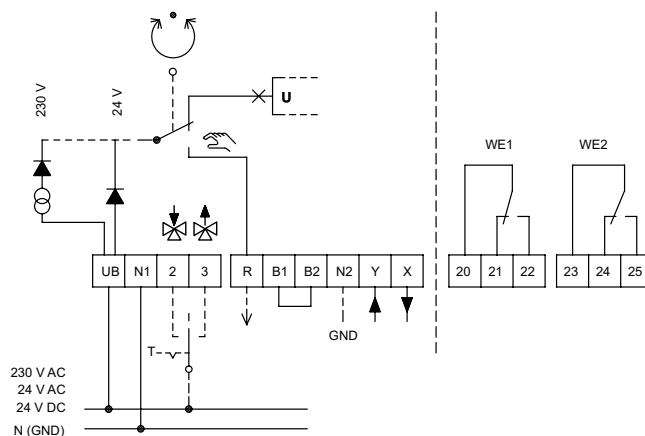 230 V
24 V
U
WE1
WE2
UB N1 2 3 R B1 B2 N2 Y X 20 21 22 23 24 25
GND
T
230 V AC
24 V AC
24 V DC
N (GND)